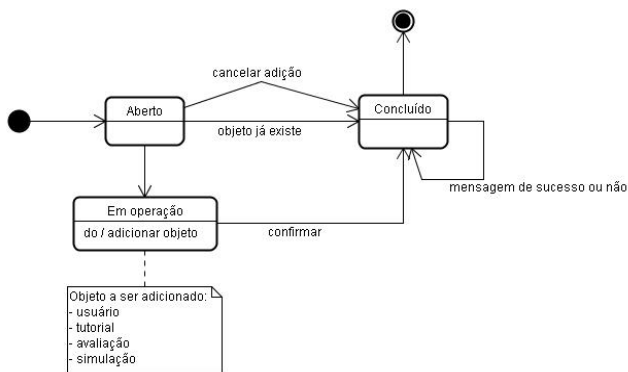 cancelar adição
Aberto
Concluído
objeto já existe
mensagem de sucesso ou não
Em operação
do / adicionar objeto
confirmar
Objeto a ser adicionado:
- usuário
- tutorial
- avaliação
- simulação